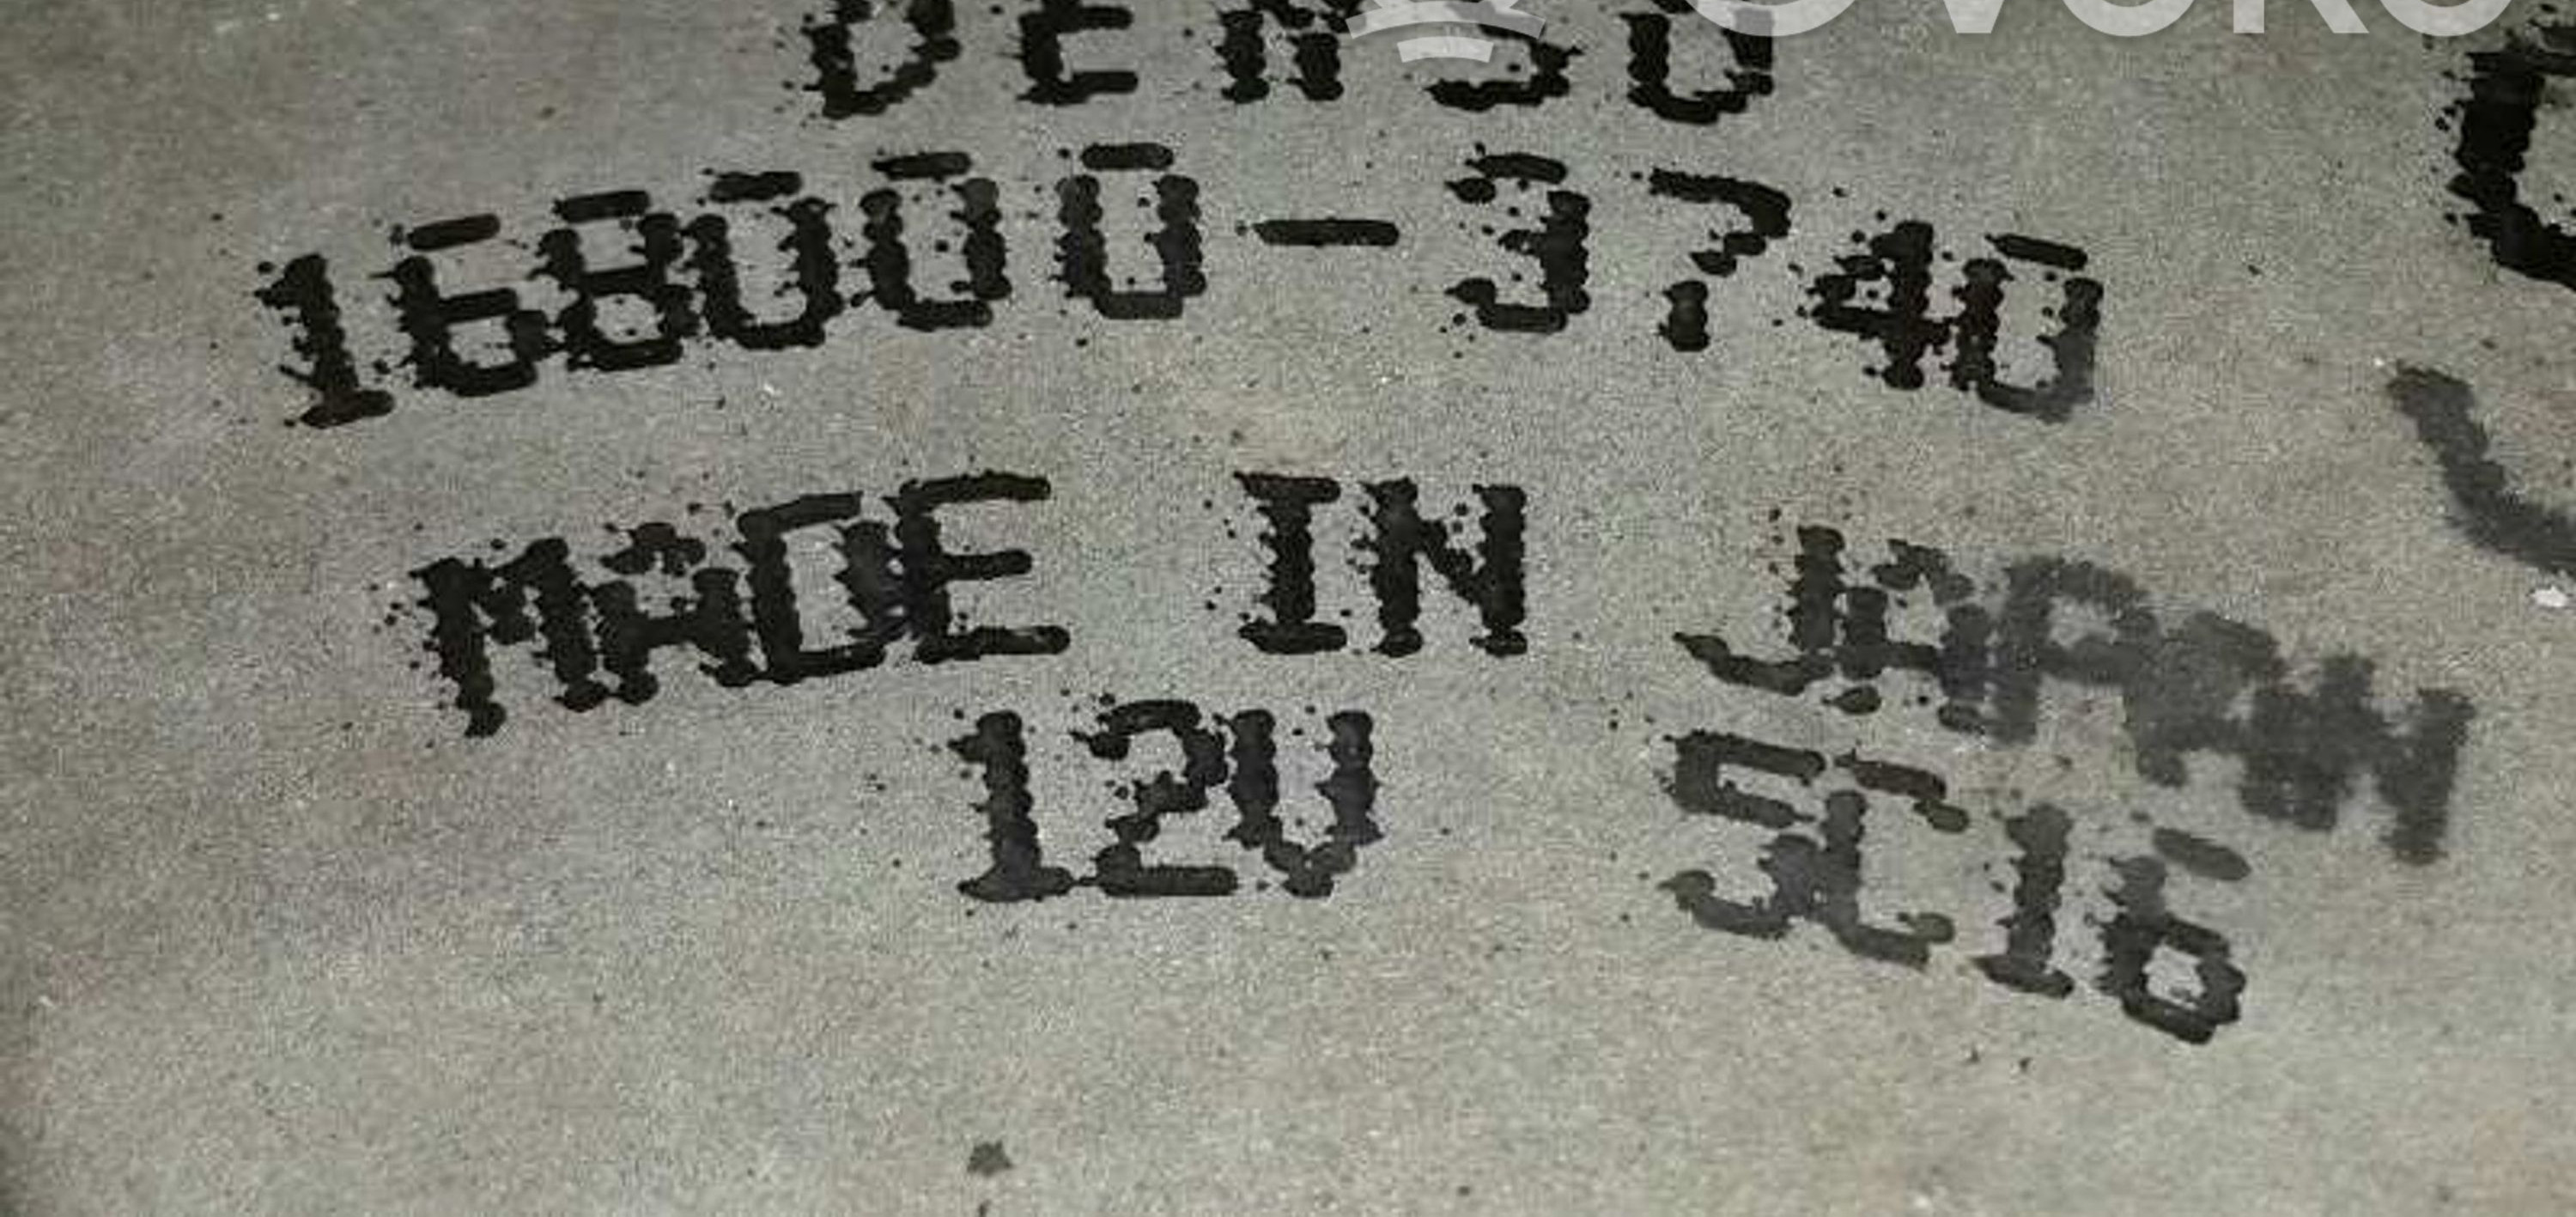 DENSO
168000-3740
MADE IN JAPAN
12V 5C16